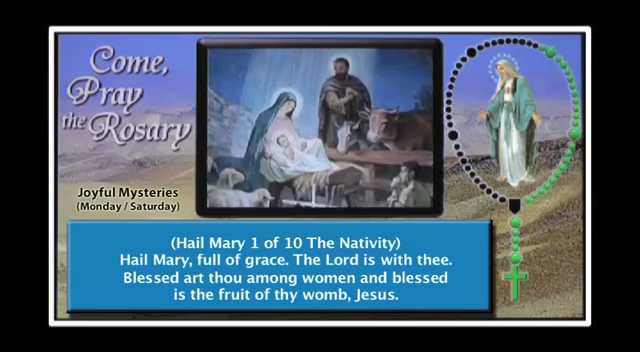 Come,
Pray
the Rosary
Joyful Mysteries
(Monday / Saturday)
(Hail Mary 1 of 10 The Nativity)
Hail Mary, full of grace. The Lord is with thee.
Blessed art thou among women and blessed
is the fruit of thy womb, Jesus.